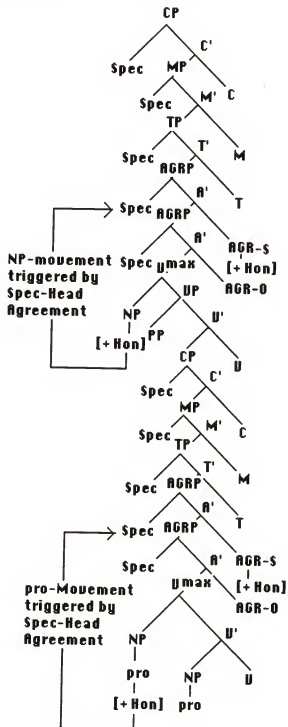 CP
C'
Spec MP C
Spec M'
TP M
Spec T'
AGRP T
Spec A'
AGRP AGR-S
NP-movement triggered by Spec-Head Agreement
[+Hon]
Spec A'
Vmax AGR-O
NP VP
[+Hon] PP V'
CP V
Spec C'
MP C
Spec M'
TP M
Spec T'
AGRP T
Spec A'
AGRP AGR-S
[+Hon]
Spec A'
Vmax AGR-O
pro-Movement triggered by Spec-Head Agreement
NP V'
pro NP V
[+Hon] pro